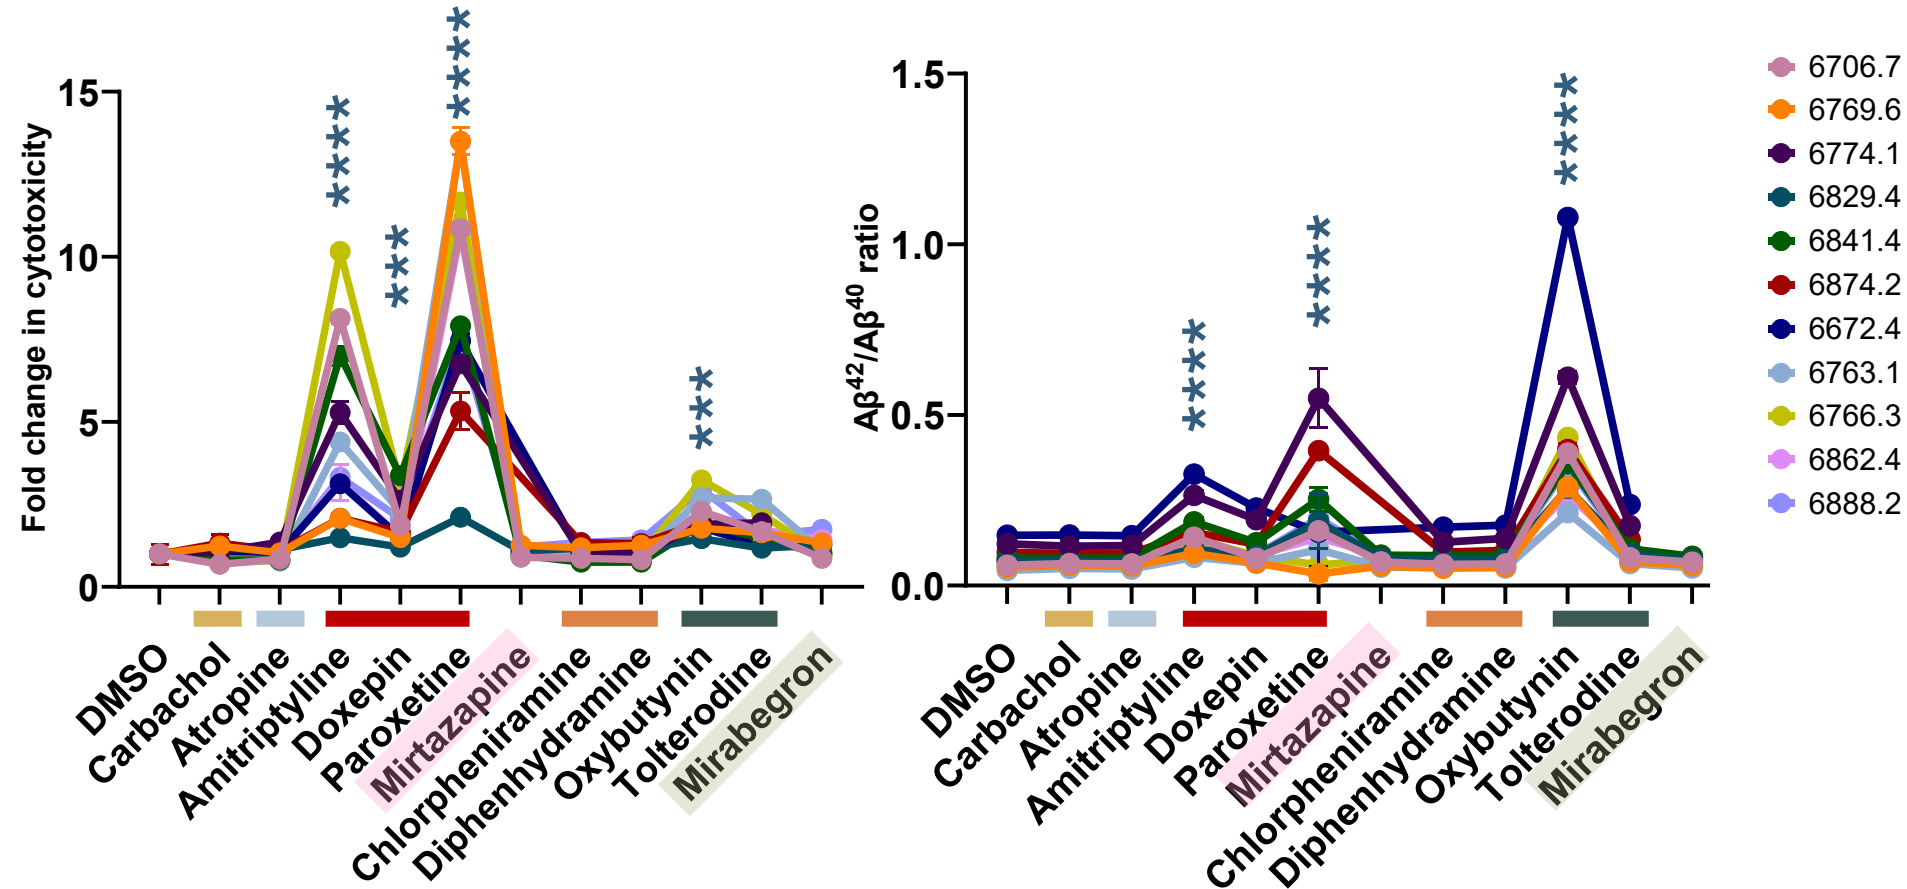 Fold change in cytotoxicity
15
10
5
0
****
***
****
***
DMSO
Carbachol
Atropine
Amitriptyline
Doxepin
Paroxetine
Mirtazapine
Chlorpheniramine
Diphenhydramine
Oxybutynin
Tolterodine
Mirabegron
Aβ42/Aβ40 ratio
1.5
1.0
0.5
0.0
****
****
****
DMSO
Carbachol
Atropine
Amitriptyline
Doxepin
Paroxetine
Mirtazapine
Chlorpheniramine
Diphenhydramine
Oxybutynin
Tolterodine
Mirabegron
6706.7
6769.6
6774.1
6829.4
6841.4
6874.2
6672.4
6763.1
6766.3
6862.4
6888.2